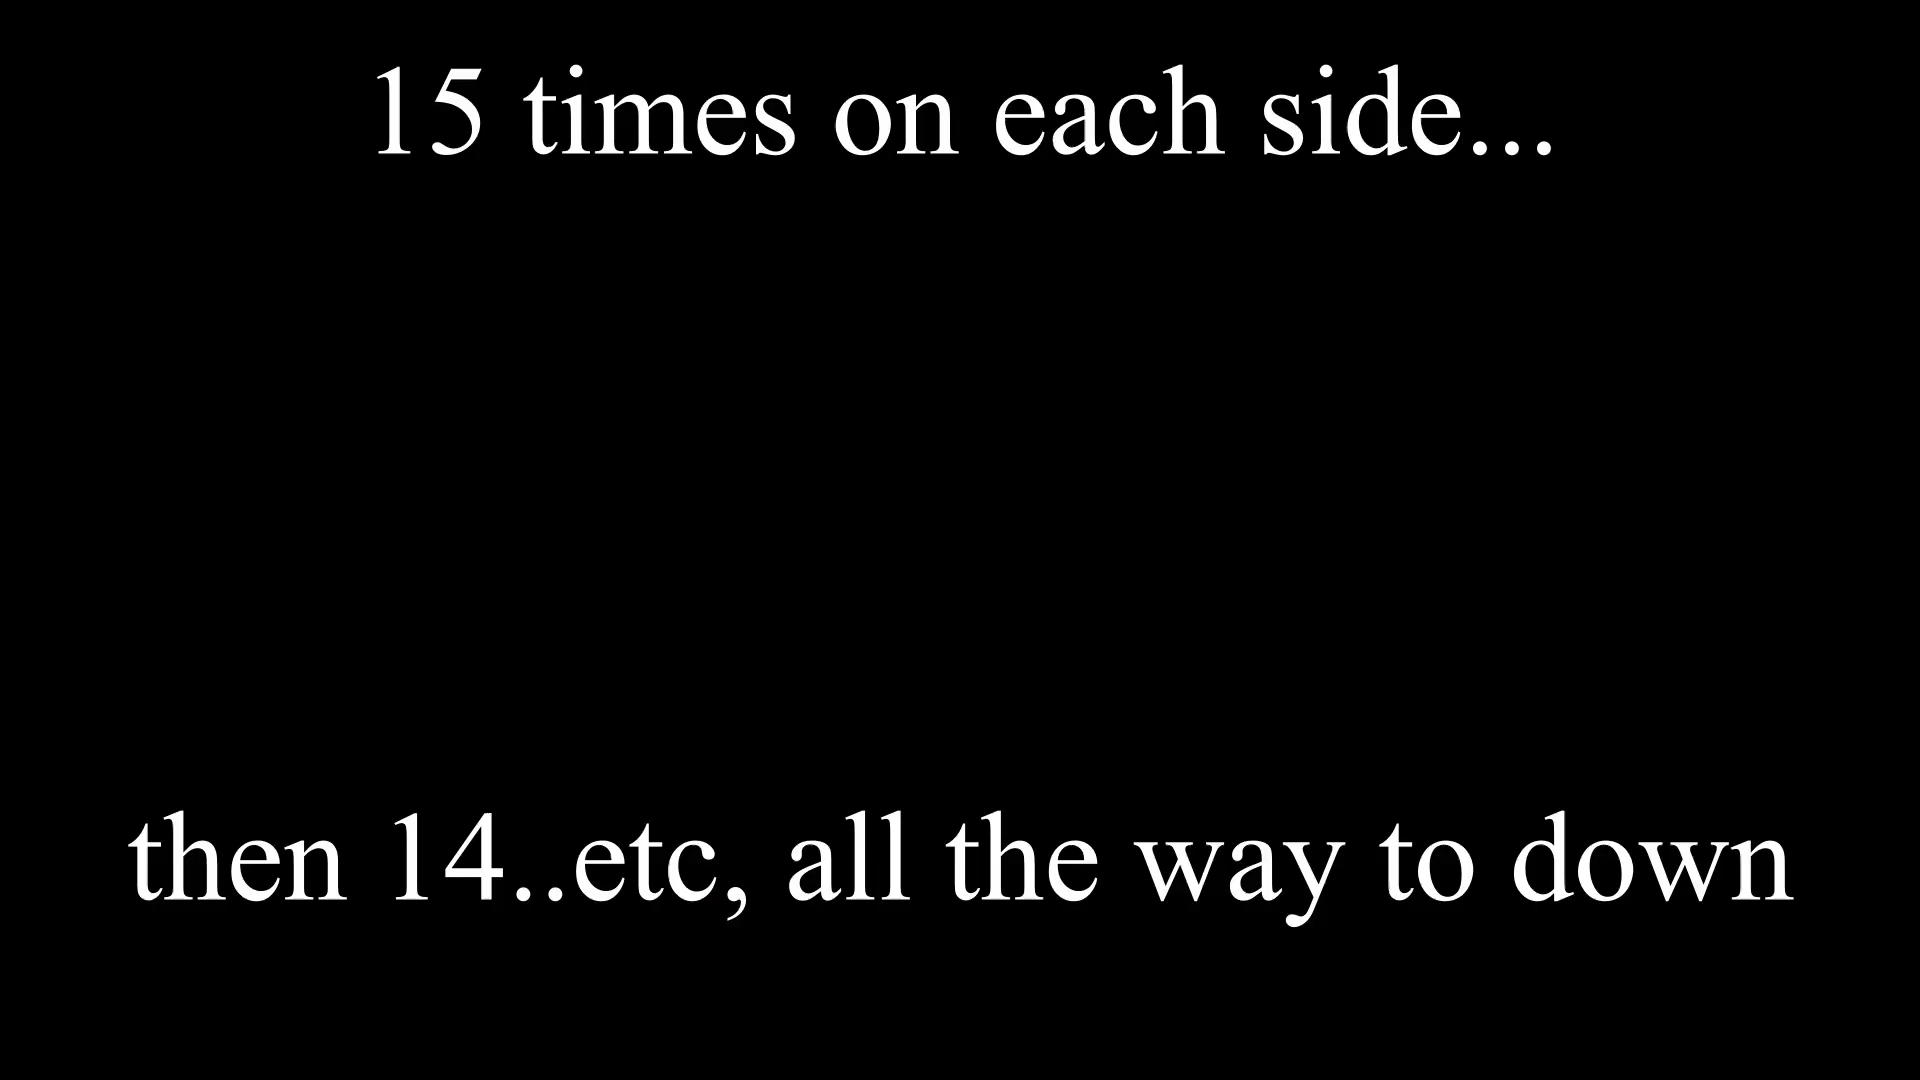 15 times on each side...
then 14..etc, all the way to down